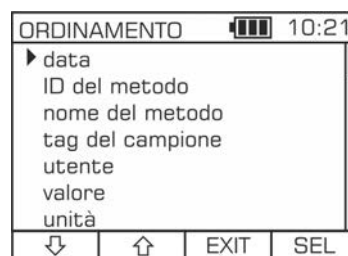 ORDINAMENTO 10:21
data
ID del metodo
nome del metodo
tag del campione
utente
valore
unità
EXIT SEL